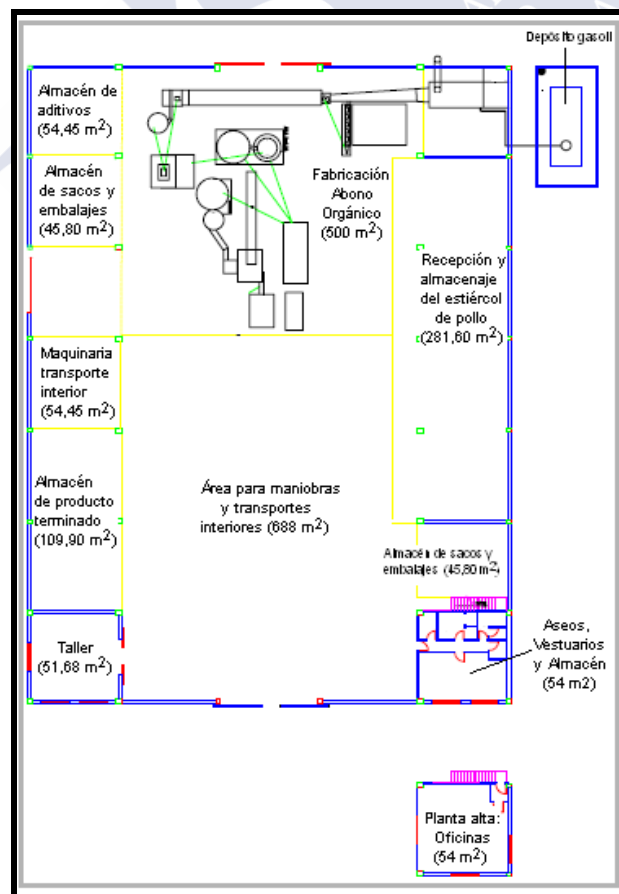 Depósito gasoil
Almacén de
aditivos
(54,45 m²)
Almacén
de sacos y
embalajes
(45,80 m²)
Fabricación
Abono
Orgánico
(500 m²)
Recepción y
almacenaje
del estiércol
de pollo
(281,60 m²)
Maquinaria
transporte
interior
(54,45 m²)
Almacén
de producto
terminado
(109,90 m²)
Área para maniobras
y transportes
interiores (688 m²)
Almacén de sacos y
embalajes (45,80 m²)
Taller
(51,68 m²)
Aseos,
Vestuarios
y Almacén
(54 m2)
Planta alta:
Oficinas
(54 m²)